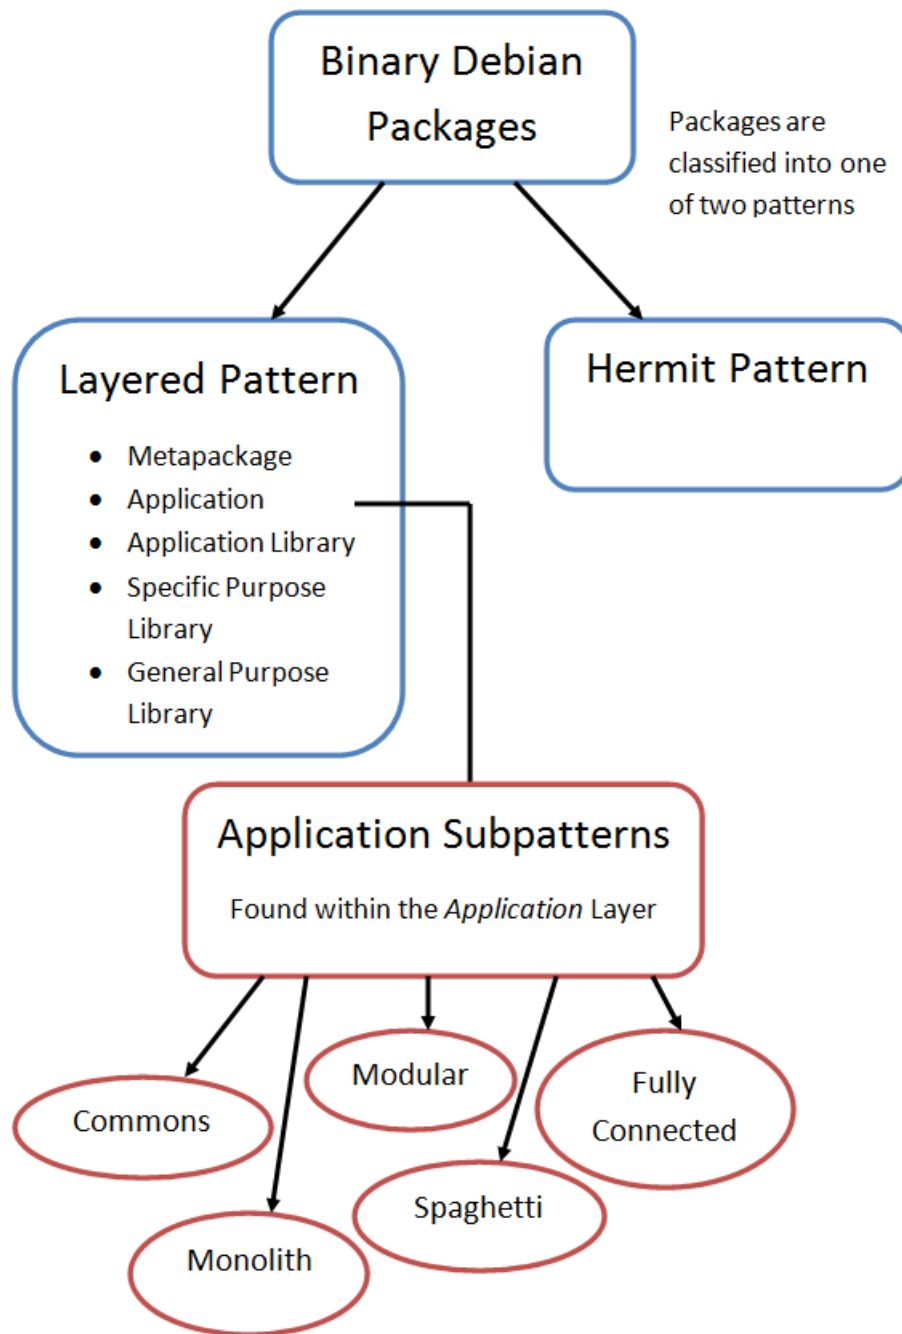 Binary Debian
Packages
Packages are
classified into one
of two patterns
Layered Pattern
• Metapackage
• Application
• Application Library
• Specific Purpose
Library
• General Purpose
Library
Hermit Pattern
Application Subpatterns
Found within the Application Layer
Commons
Monolith
Modular
Spaghetti
Fully
Connected